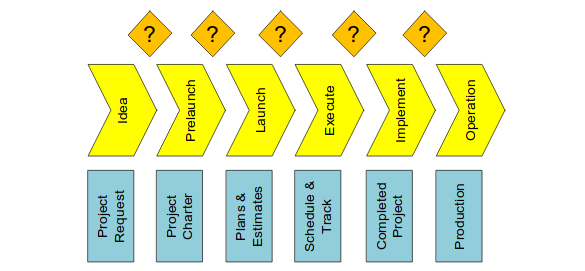 ?
?
?
?
?
Idea
Prelaunch
Launch
Execute
Implement
Operation
Project
Request
Project
Charter
Plans &
Estimates
Schedule &
Track
Completed
Project
Production